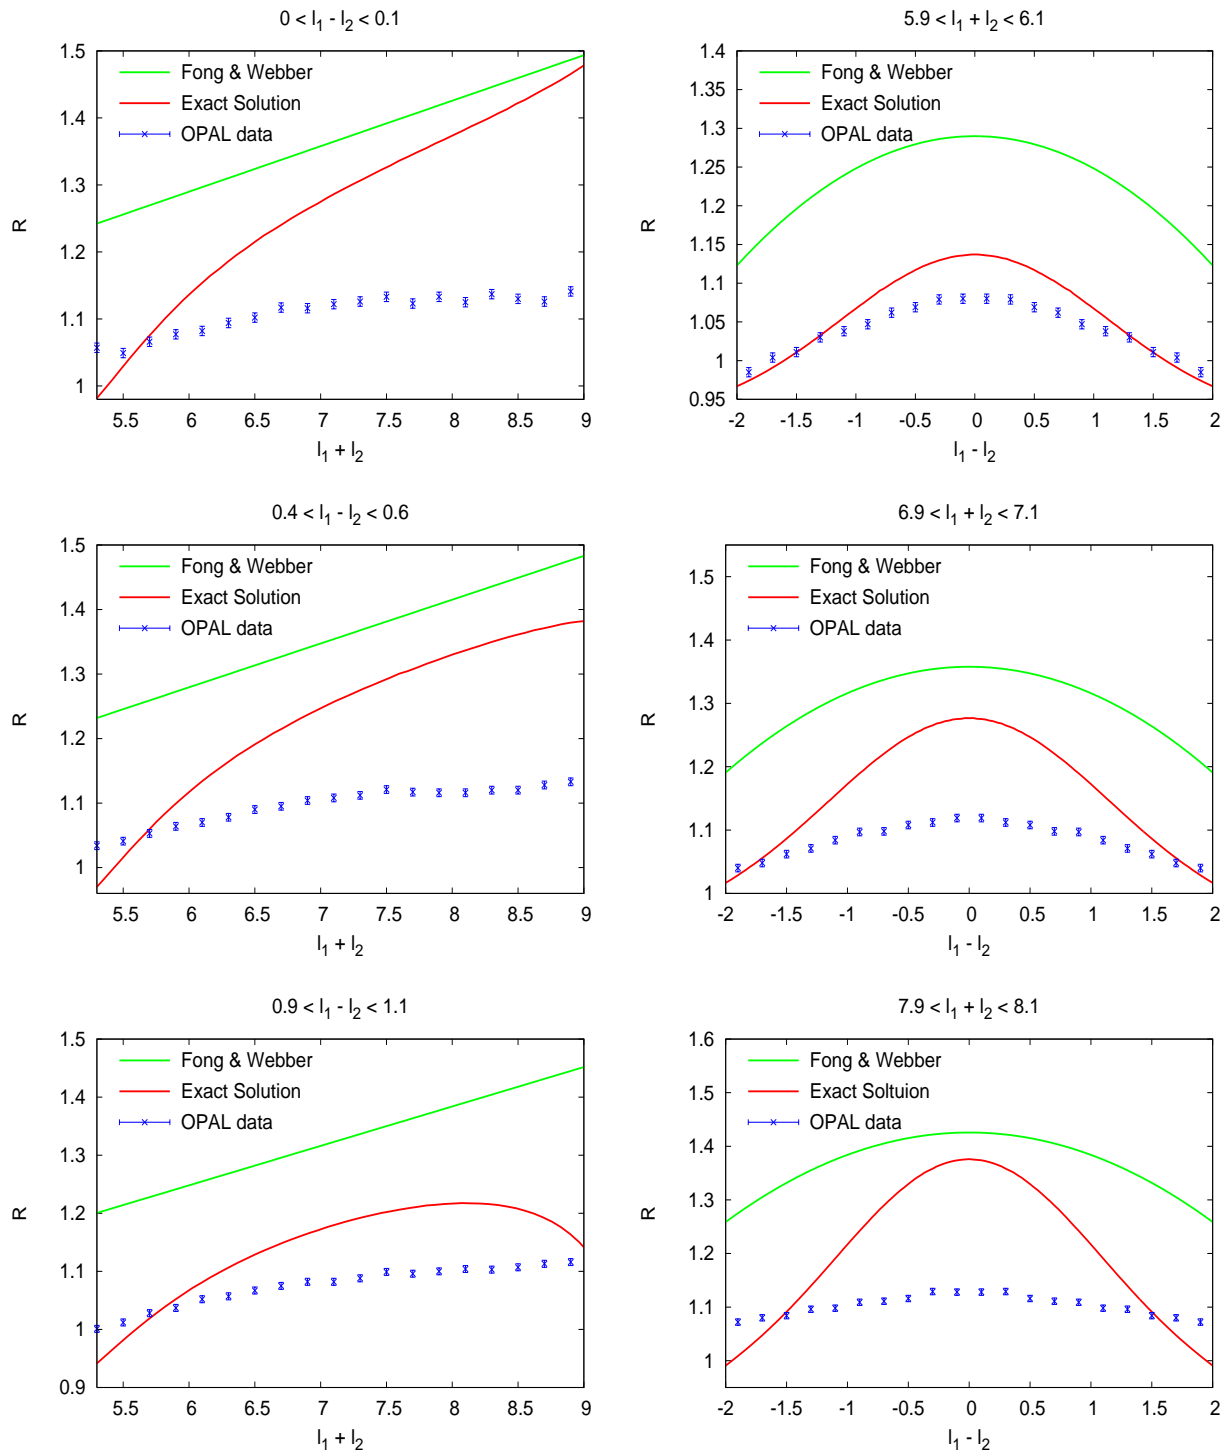 0 < l1 - l2 < 0.1
1.5
1.4
1.3
1.2
1.1
1
R
Fong & Webber
Exact Solution
OPAL data
5.5 6 6.5 7 7.5 8 8.5 9
l1 + l2
5.9 < l1 + l2 < 6.1
1.4
1.35
1.3
1.25
1.2
1.15
1.1
1.05
1
0.95
R
Fong & Webber
Exact Solution
OPAL data
-2 -1.5 -1 -0.5 0 0.5 1 1.5 2
l1 - l2
0.4 < l1 - l2 < 0.6
1.5
1.4
1.3
1.2
1.1
1
R
Fong & Webber
Exact Solution
OPAL data
5.5 6 6.5 7 7.5 8 8.5 9
l1 + l2
6.9 < l1 + l2 < 7.1
1.5
1.4
1.3
1.2
1.1
1
R
Fong & Webber
Exact Solution
OPAL data
-2 -1.5 -1 -0.5 0 0.5 1 1.5 2
l1 - l2
0.9 < l1 - l2 < 1.1
1.5
1.4
1.3
1.2
1.1
1
0.9
R
Fong & Webber
Exact Solution
OPAL data
5.5 6 6.5 7 7.5 8 8.5 9
l1 + l2
7.9 < l1 + l2 < 8.1
1.6
1.5
1.4
1.3
1.2
1.1
1
R
Fong & Webber
Exact Soltuion
OPAL data
-2 -1.5 -1 -0.5 0 0.5 1 1.5 2
l1 - l2